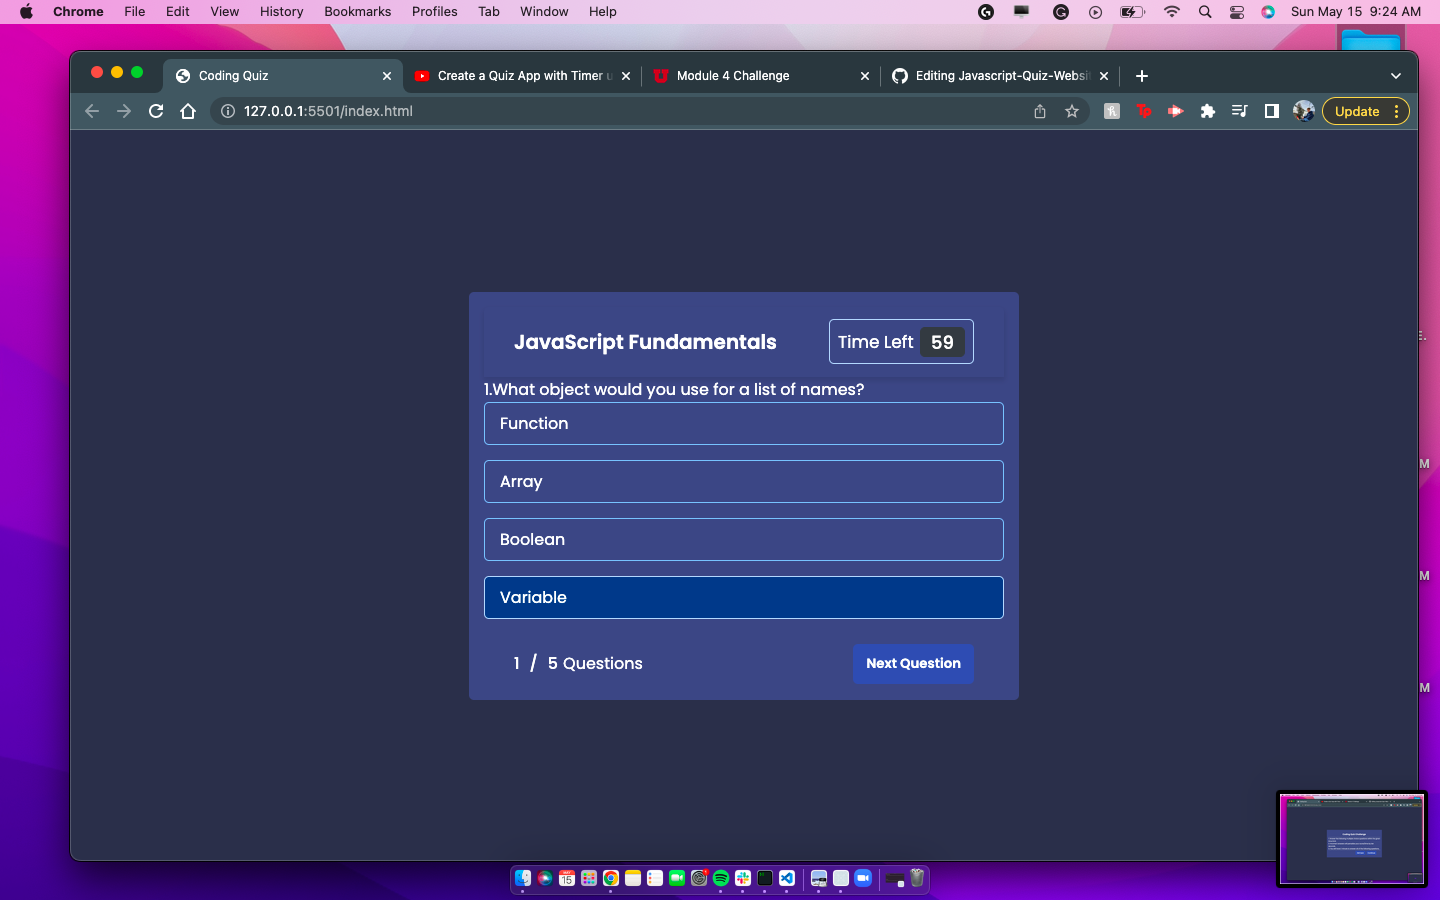 Chrome File Edit View History Bookmarks Profiles Tab Window Help Sun May 15 9:24 AM
Coding Quiz Create a Quiz App with Timer u Module 4 Challenge Editing Javascript-Quiz-Websi
127.0.0.1:5501/index.html Update
JavaScript Fundamentals
Time Left 59
1.What object would you use for a list of names?
Function
Array
Boolean
Variable
1 / 5 Questions
Next Question
E.
M
M
M
15